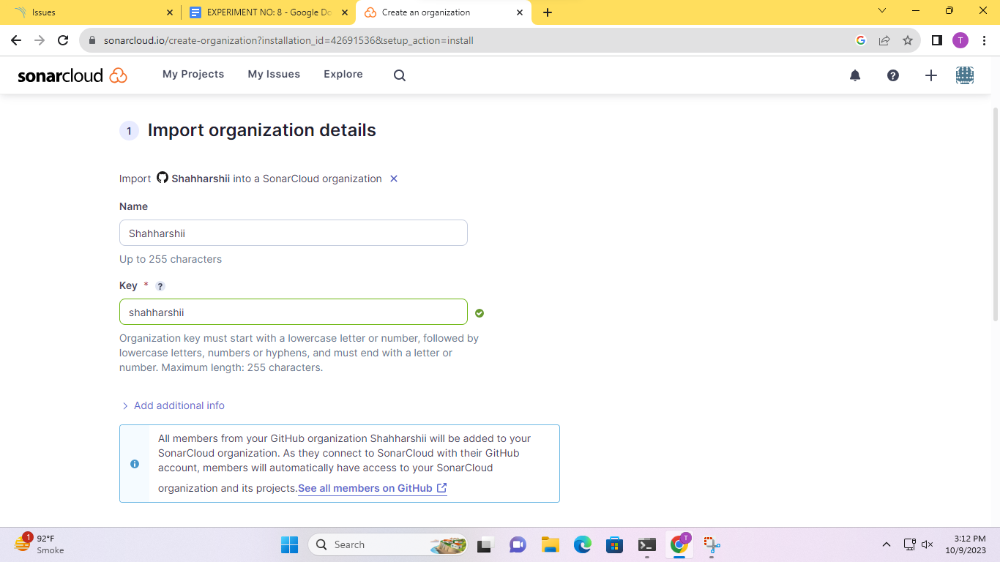 Issues
EXPERIMENT NO: 8 - Google Do
Create an organization
sonarcloud.io/create-organization?installation_id=42691536&setup_action=install
T
sonarcloud
My Projects
My Issues
Explore
1 Import organization details
Import Shahharshii into a SonarCloud organization
Name
Shahharshii
Up to 255 characters
Key * ?
shahharshii
Organization key must start with a lowercase letter or number, followed by
lowercase letters, numbers or hyphens, and must end with a letter or
number. Maximum length: 255 characters.
Add additional info
All members from your GitHub organization Shahharshii will be added to your
SonarCloud organization. As they connect to SonarCloud with their GitHub
account, members will automatically have access to your SonarCloud
organization and its projects.See all members on GitHub
1
92°F
Smoke
Search
T
3:12 PM
10/9/2023